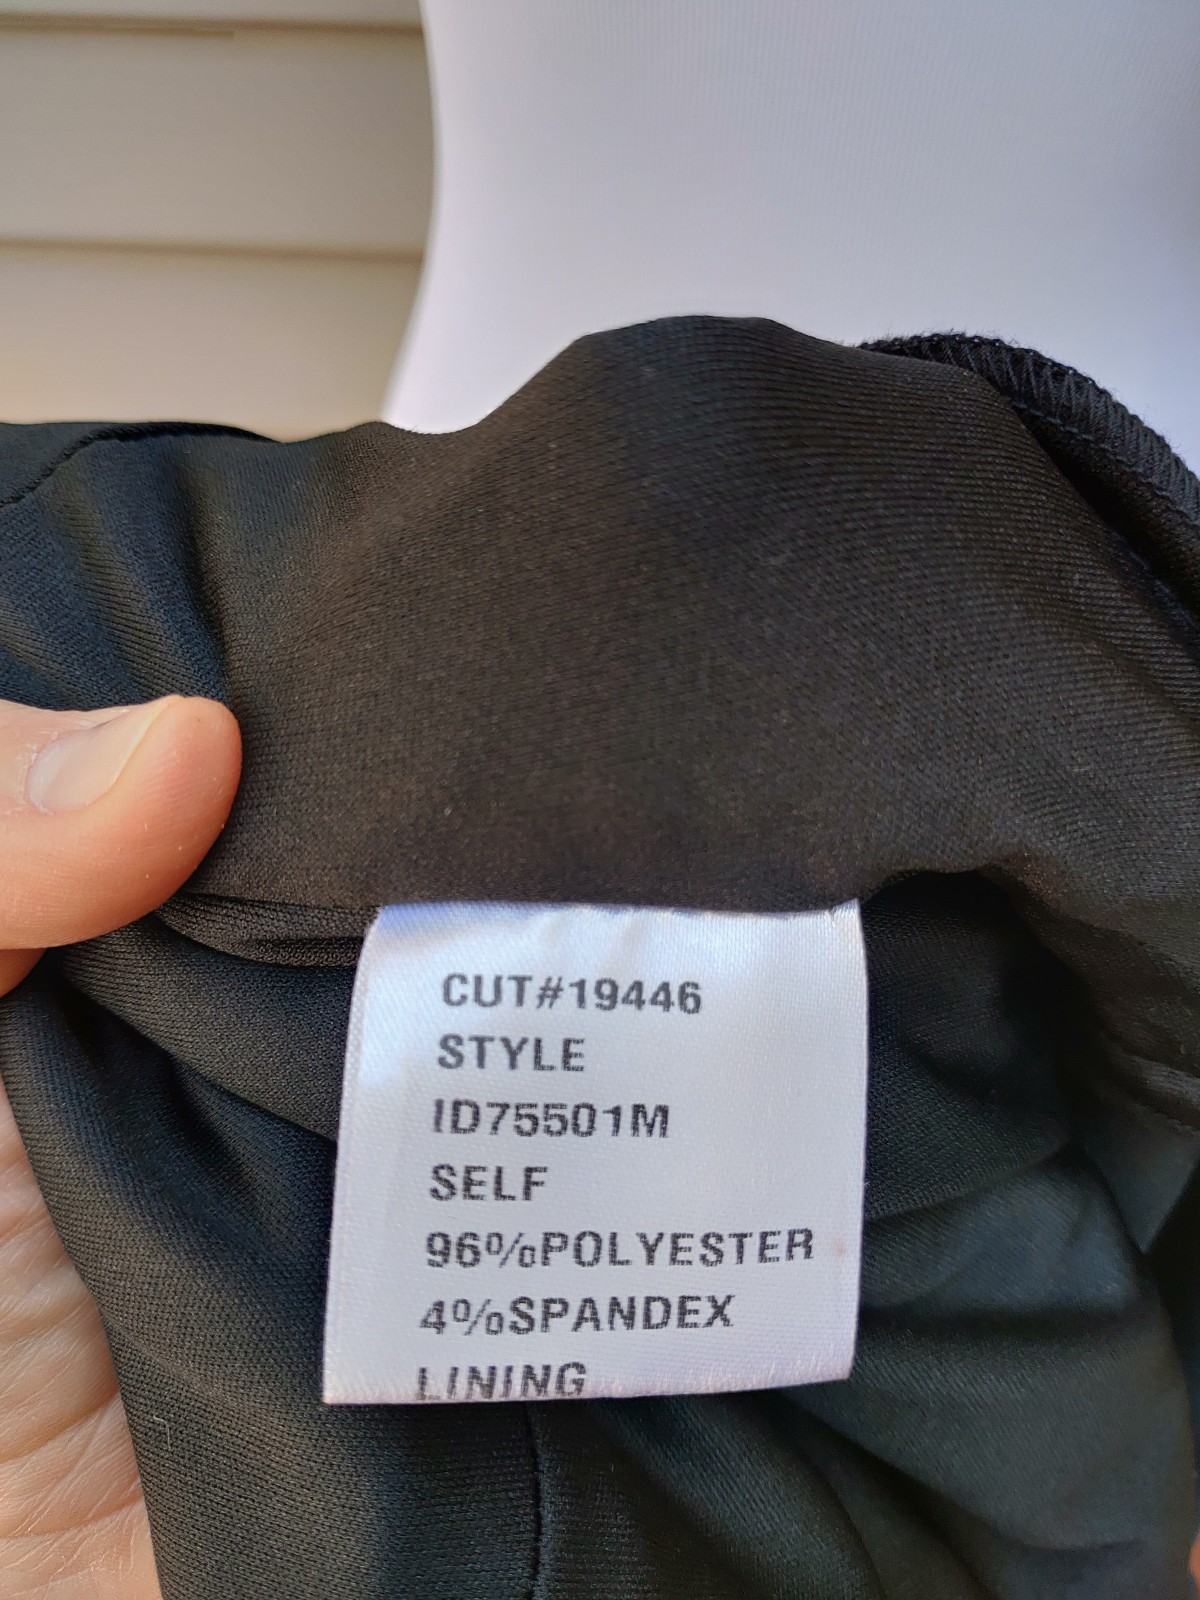 CUT#19446
STYLE
ID75501M
SELF
96%POLYESTER
4%SPANDEX
LINING